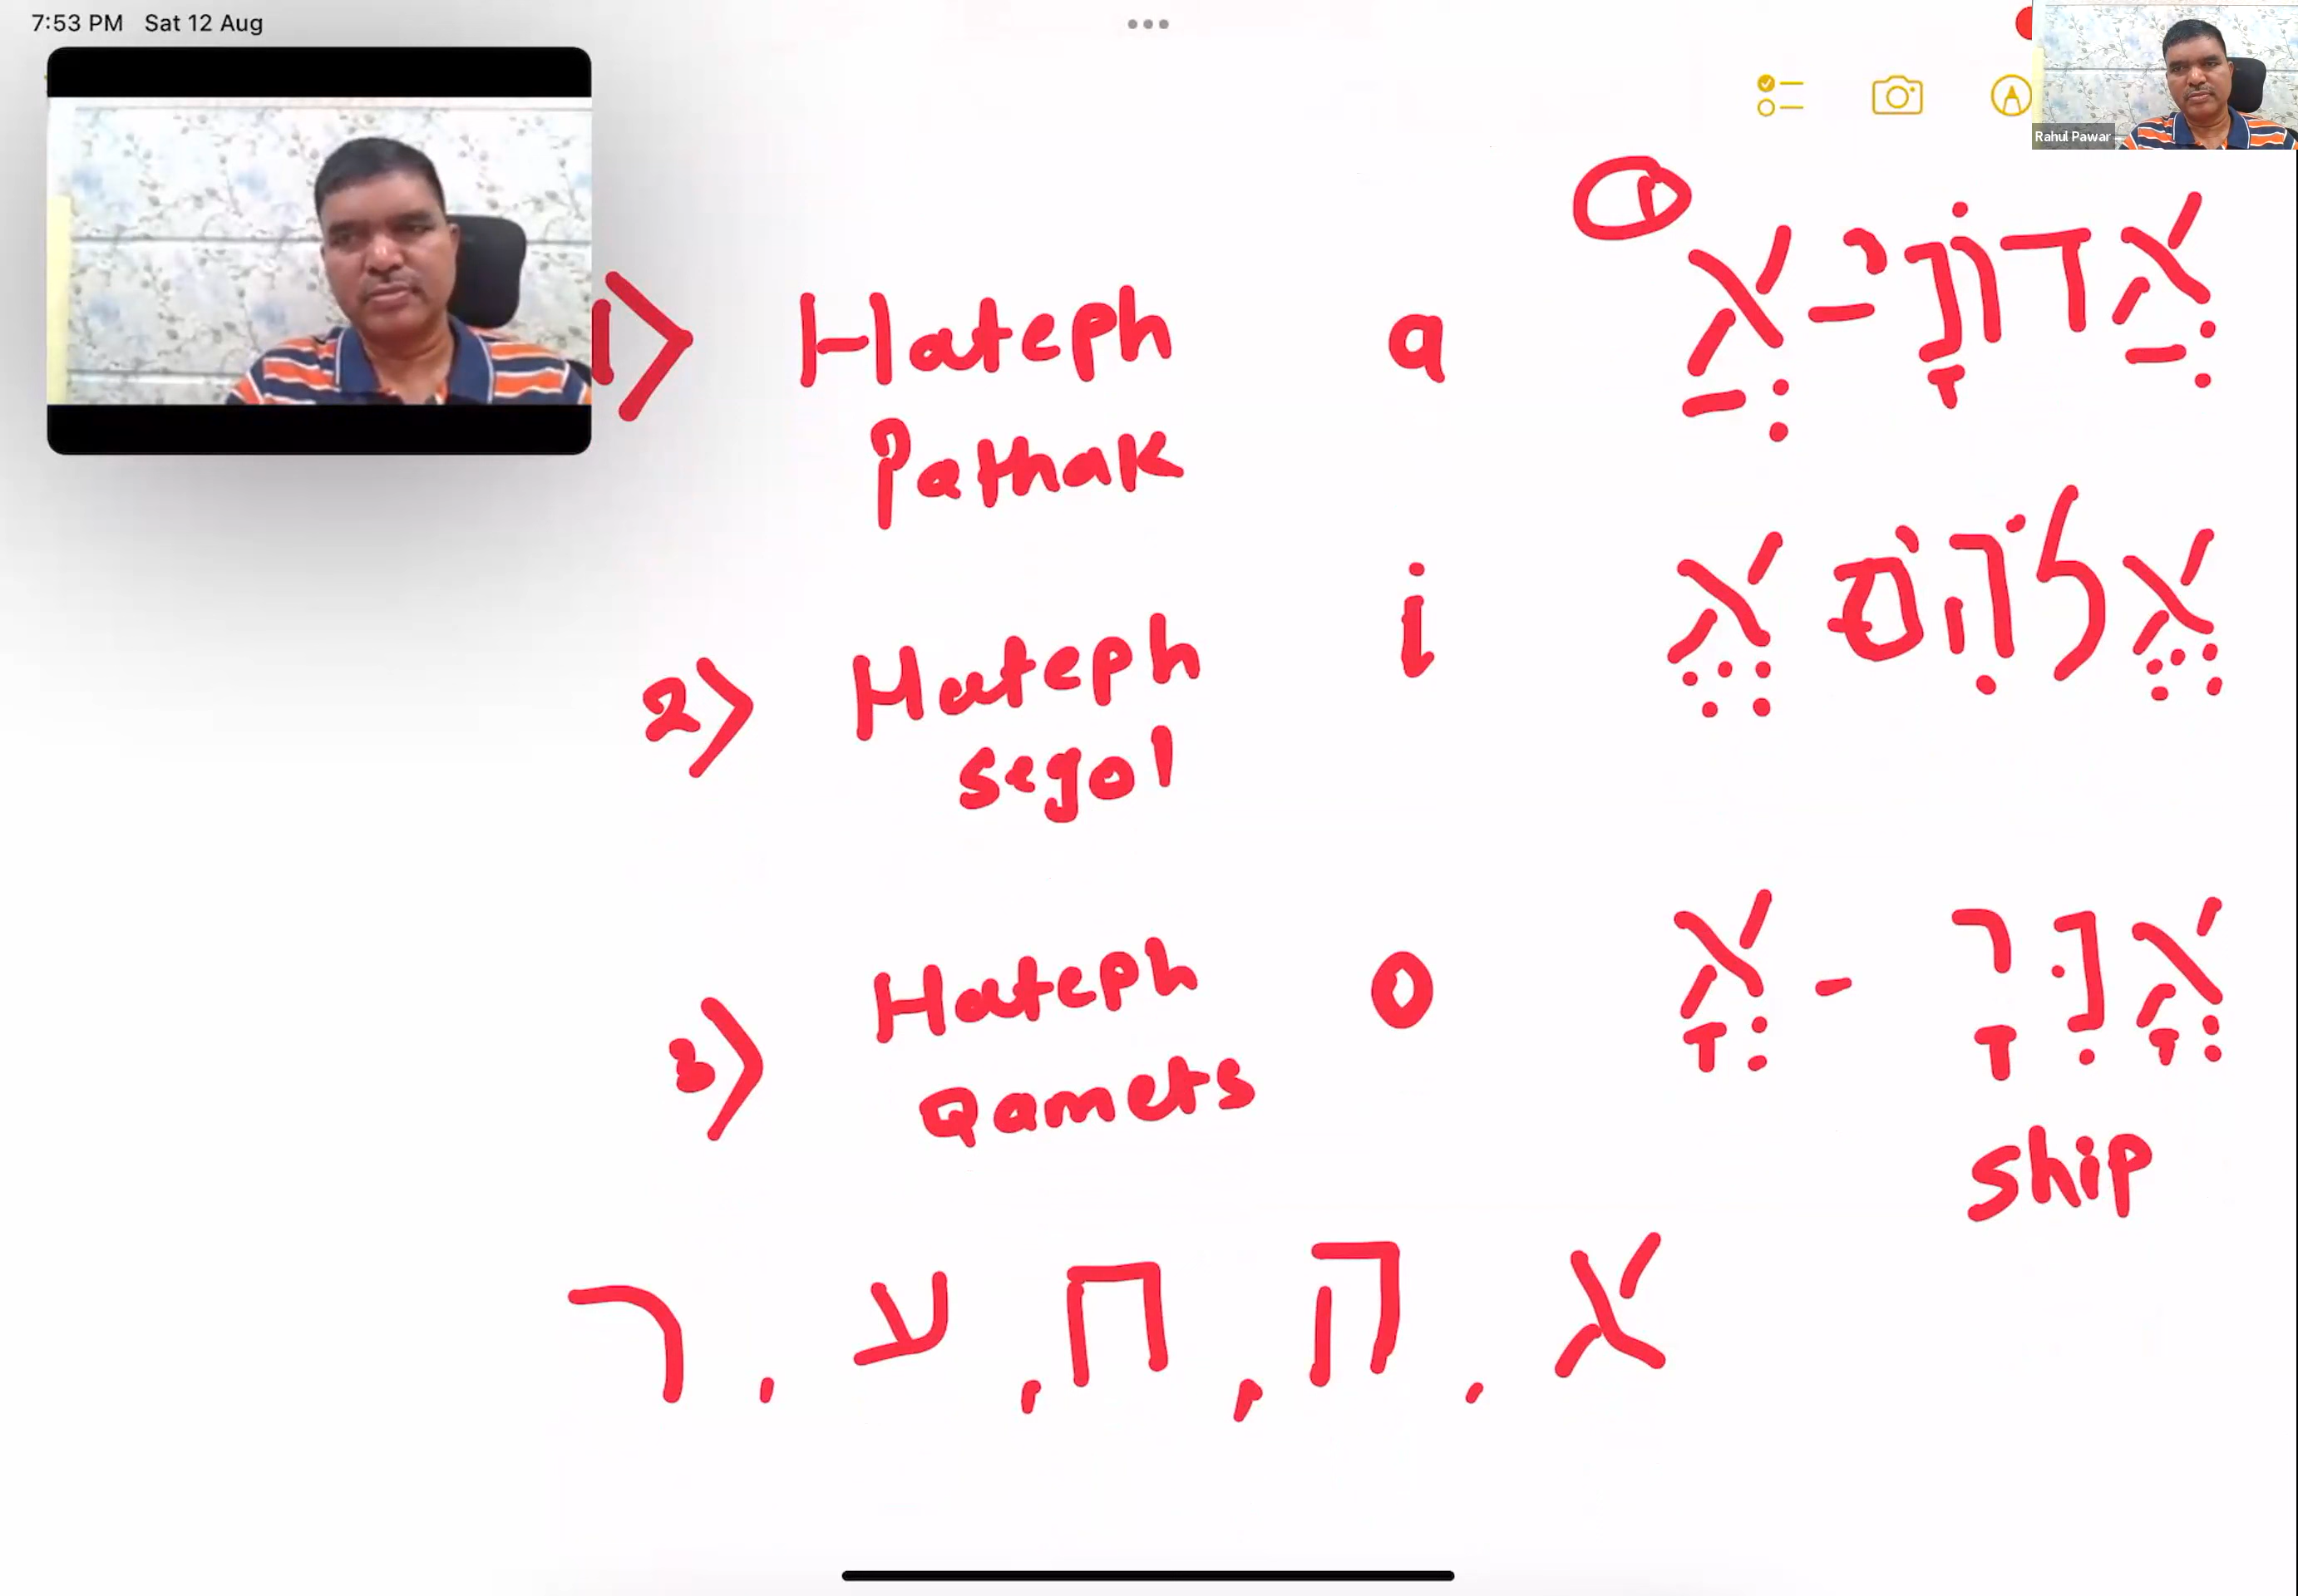 7:53 PM Sat 12 Aug
Rahul Pawar
1) Hateph a אֲ - אֲדֹנָי
Pathak
2) Hateph i אֱ אֱלֹהִים
segol
3) Hateph o אֳ - אֳנִיָּ
Qamets
ship
א, ה, ח, ע, ר